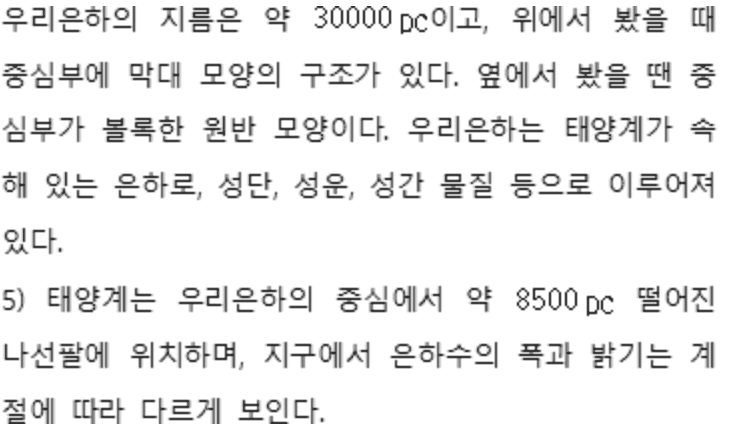 우리은하의 지름은 약 30000 pc이고, 위에서 봤을 때
중심부에 막대 모양의 구조가 있다. 옆에서 봤을 땐 중
심부가 볼록한 원반 모양이다. 우리은하는 태양계가 속
해 있는 은하로, 성단, 성운, 성간 물질 등으로 이루어져
있다.
5) 태양계는 우리은하의 중심에서 약 8500 pc 떨어진
나선팔에 위치하며, 지구에서 은하수의 폭과 밝기는 계
절에 따라 다르게 보인다.